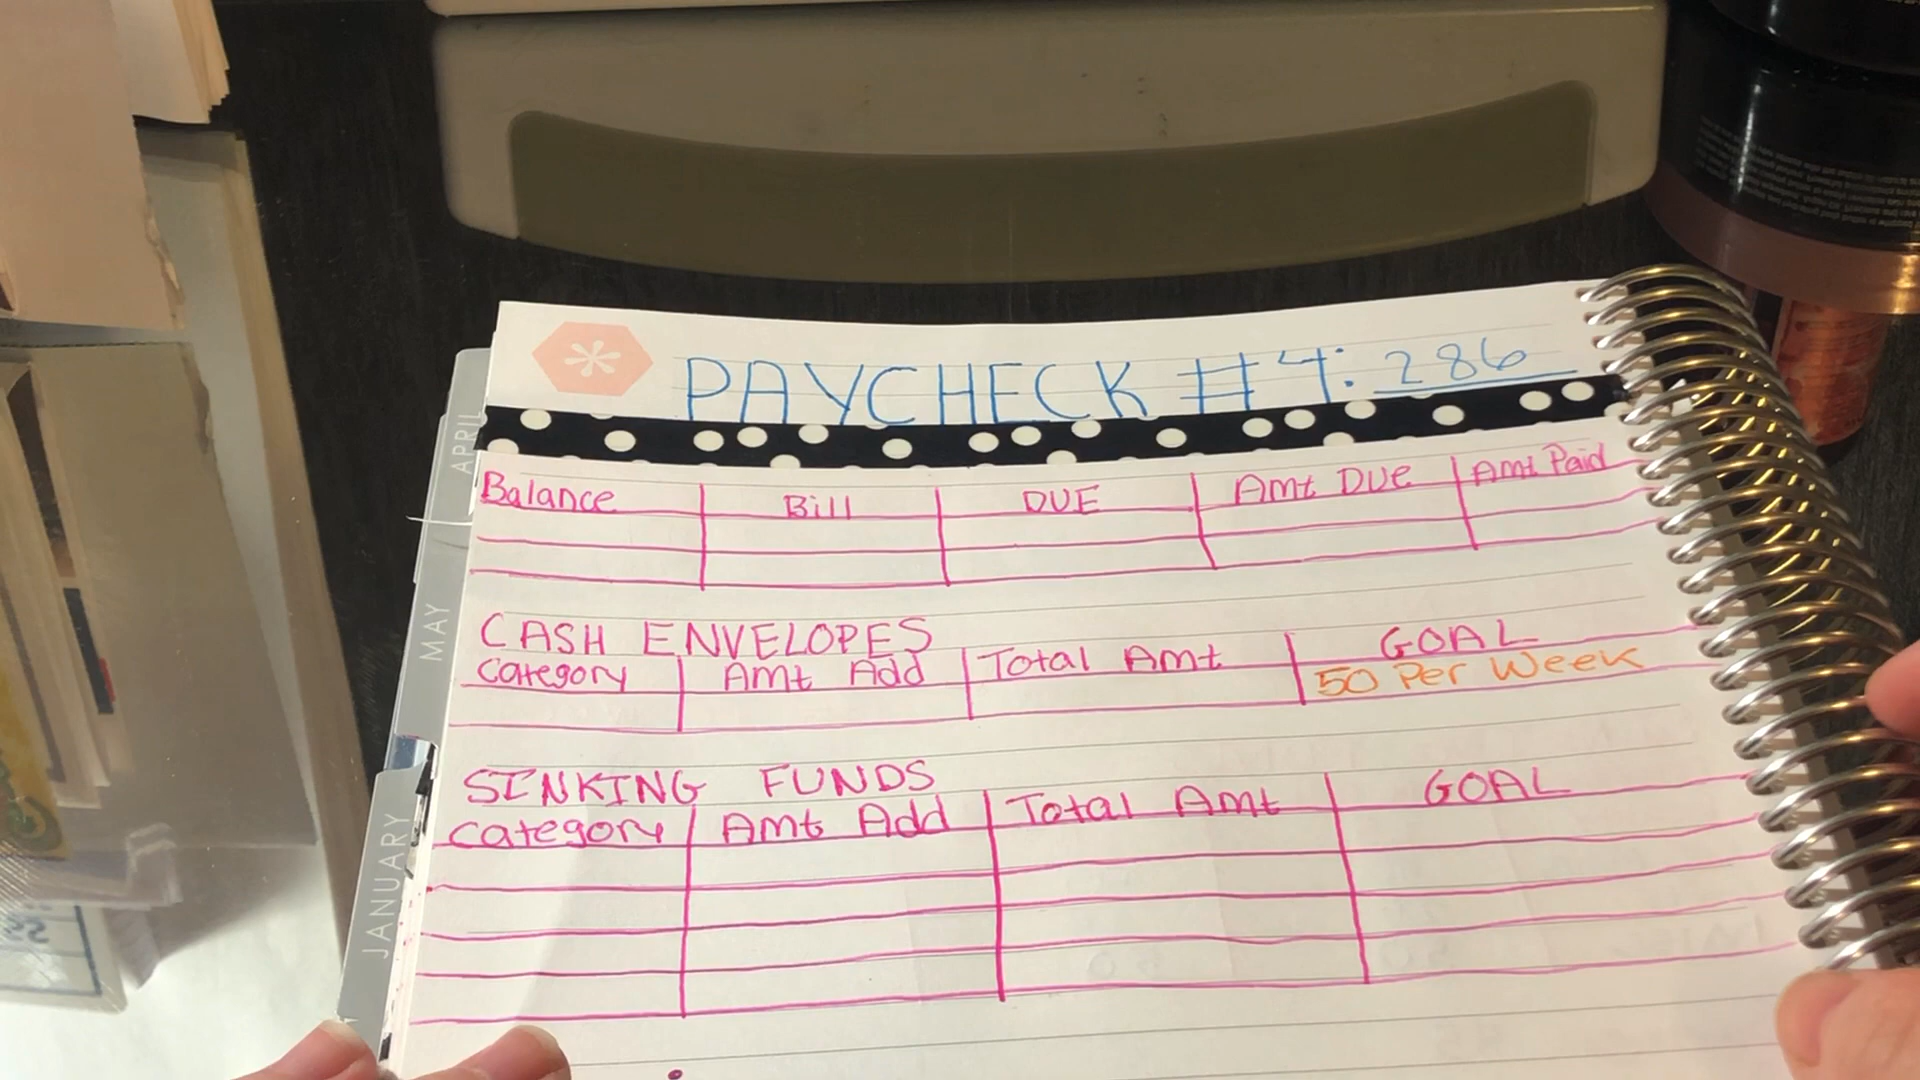 PAYCHECK #4: 286
Balance Bill DUE Amt DUE Amt Paid
CASH ENVELOPES GOAL
Category Amt Add Total Amt 50 Per Week
SINKING FUNDS GOAL
Category Amt Add Total Amt
APRIL
MAY
JANUARY